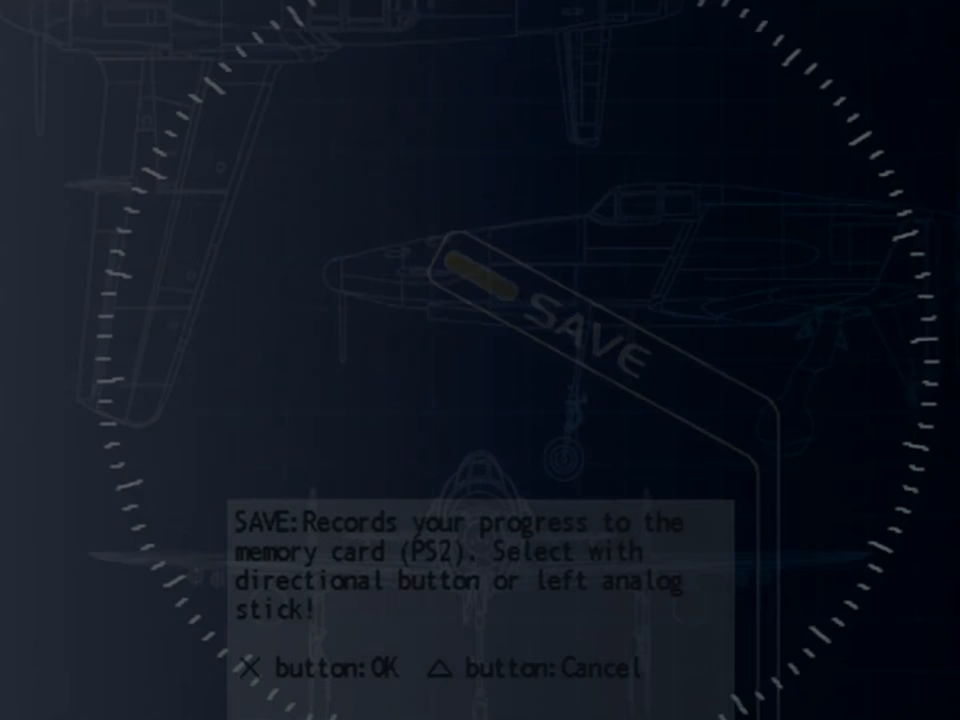 SAVE
SAVE:Records your progress to the
memory card (PS2). Select with
directional button or left analog
stick!
X button:OK △ button:Cancel